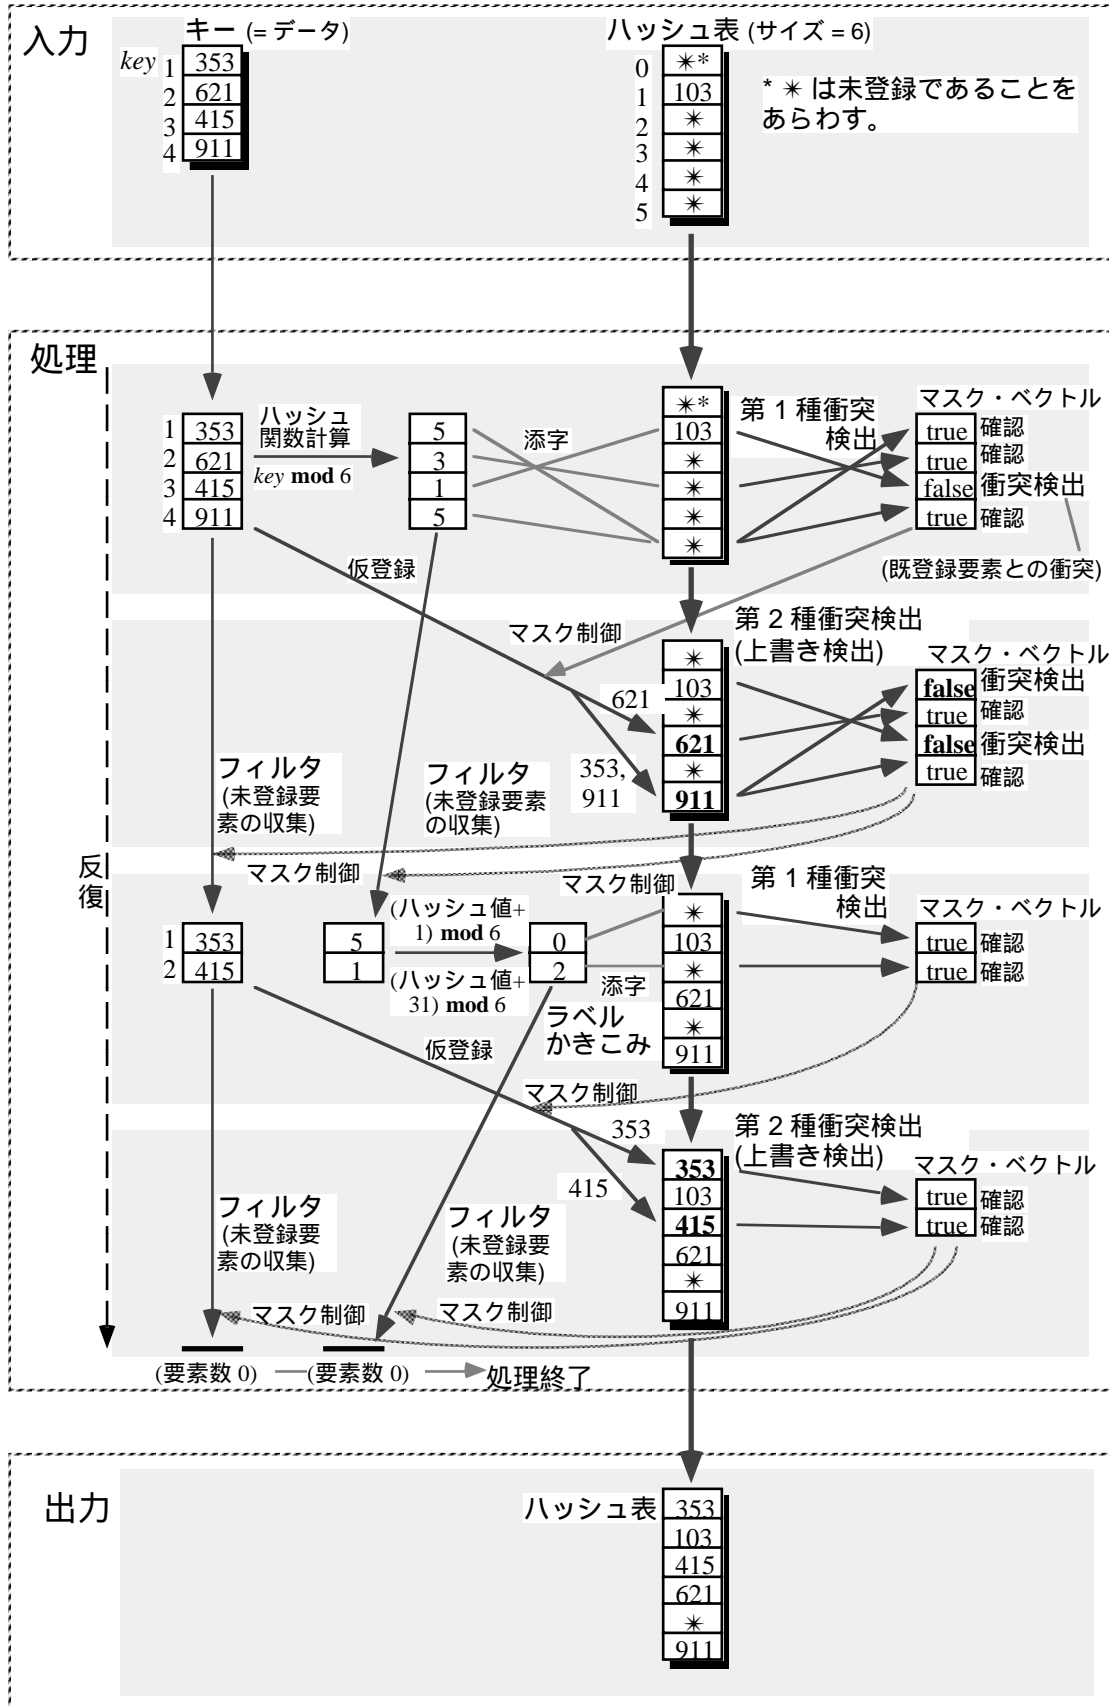 入力
キー (= データ)
key
1 353
2 621
3 415
4 911
ハッシュ表 (サイズ = 6)
0 ✳*
1 103
2 ✳
3 ✳
4 ✳
5 ✳
* ✳ は未登録であることを
あらわす。
処理
反
復
1 353
2 621
3 415
4 911
ハッシュ
関数計算
key mod 6
5
3
1
5
添字
✳*
103
✳
✳
✳
✳
第 1 種衝突
検出
マスク・ベクトル
true 確認
true 確認
false 衝突検出
true 確認
(既登録要素との衝突)
仮登録
マスク制御
621
353,
911
✳
103
✳
621
✳
911
第 2 種衝突検出
(上書き検出)
マスク・ベクトル
false 衝突検出
true 確認
false 衝突検出
true 確認
フィルタ
(未登録要
素の収集)
フィルタ
(未登録要素
の収集)
マスク制御
マスク制御
1 353
2 415
5
1
(ハッシュ値+
1) mod 6
(ハッシュ値+
31) mod 6
0
2
添字
ラベル
かきこみ
✳
103
✳
621
✳
911
第 1 種衝突
検出
マスク・ベクトル
true 確認
true 確認
仮登録
マスク制御
353
415
353
103
415
621
✳
911
第 2 種衝突検出
(上書き検出)
マスク・ベクトル
true 確認
true 確認
フィルタ
(未登録要
素の収集)
フィルタ
(未登録要
素の収集)
マスク制御
マスク制御
(要素数 0)
(要素数 0)
処理終了
出力
ハッシュ表
353
103
415
621
✳
911